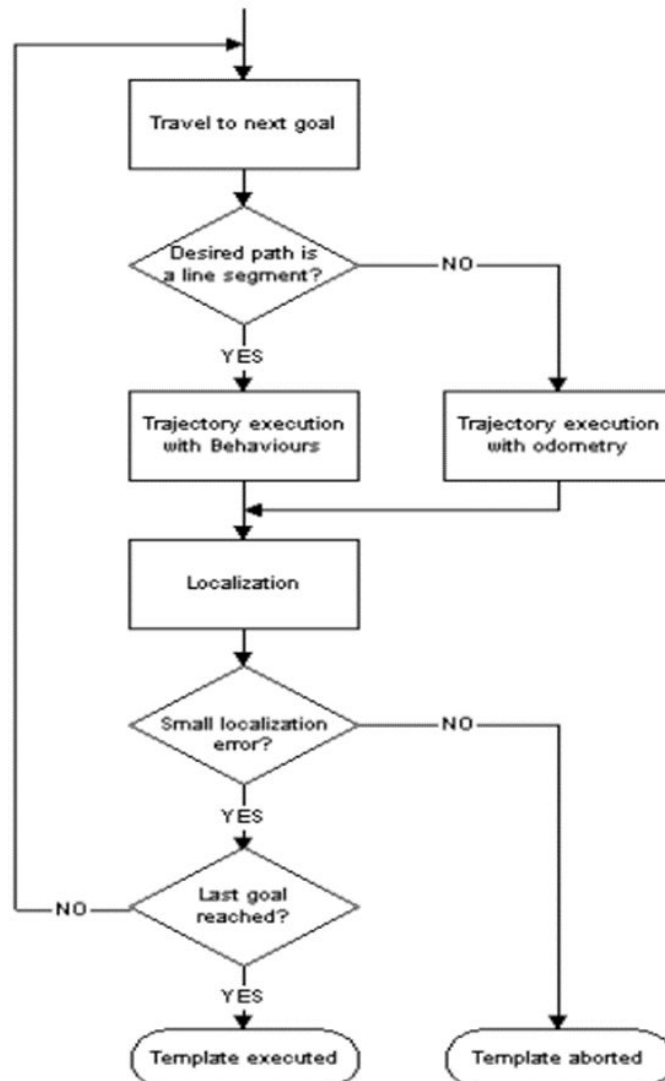 Travel to next goal
Desired path is
a line segment?
NO
YES
Trajectory execution
with Behaviours
Trajectory execution
with odometry
Localization
Small localization
error?
NO
YES
Last goal
reached?
NO
YES
Template executed
Template aborted